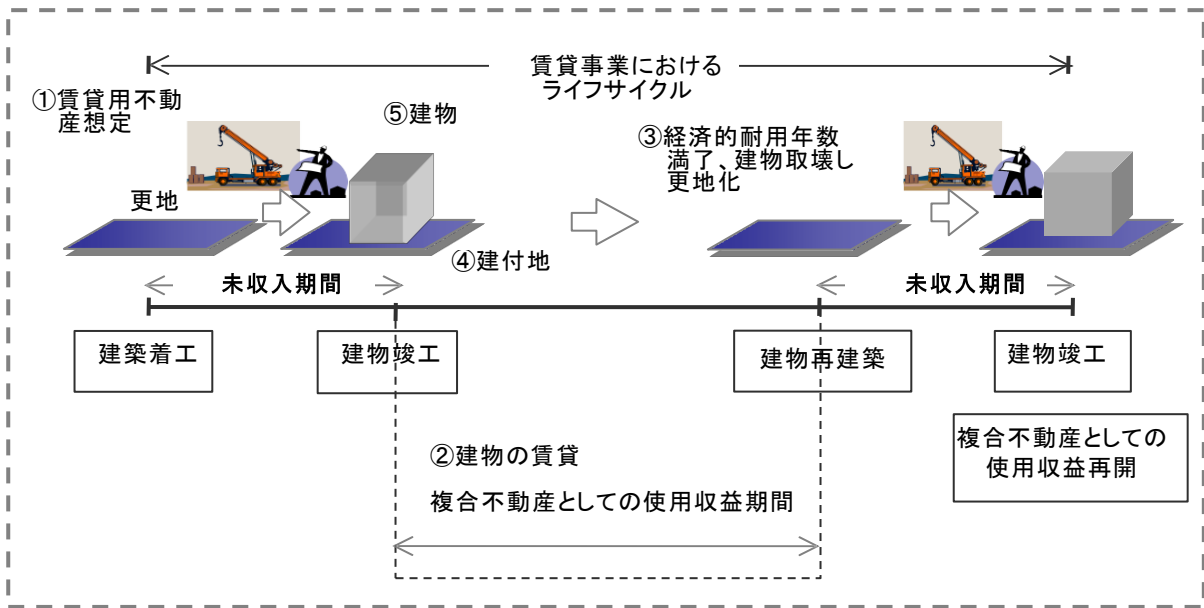 賃貸事業における
ライフサイクル
①賃貸用不動
産想定
⑤建物
③経済的耐用年数
満了、建物取壊し
更地化
更地
④建付地
未収入期間
未収入期間
建築着工
建物竣工
建物再建築
建物竣工
②建物の賃貸
複合不動産としての使用収益期間
複合不動産としての
使用収益再開